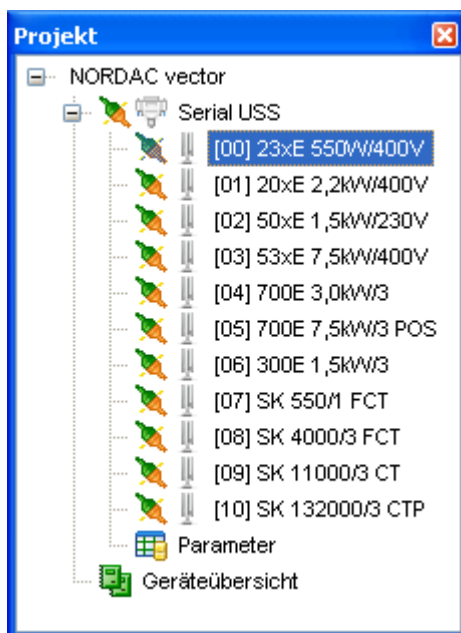 Projekt
NORDAC vector
Serial USS
[00] 23xE 550W/400V
[01] 20xE 2,2kW/400V
[02] 50xE 1,5kW/230V
[03] 53xE 7,5kW/400V
[04] 700E 3,0kW/3
[05] 700E 7,5kW/3 POS
[06] 300E 1,5kW/3
[07] SK 550/1 FCT
[08] SK 4000/3 FCT
[09] SK 11000/3 CT
[10] SK 132000/3 CTP
Parameter
Geräteübersicht